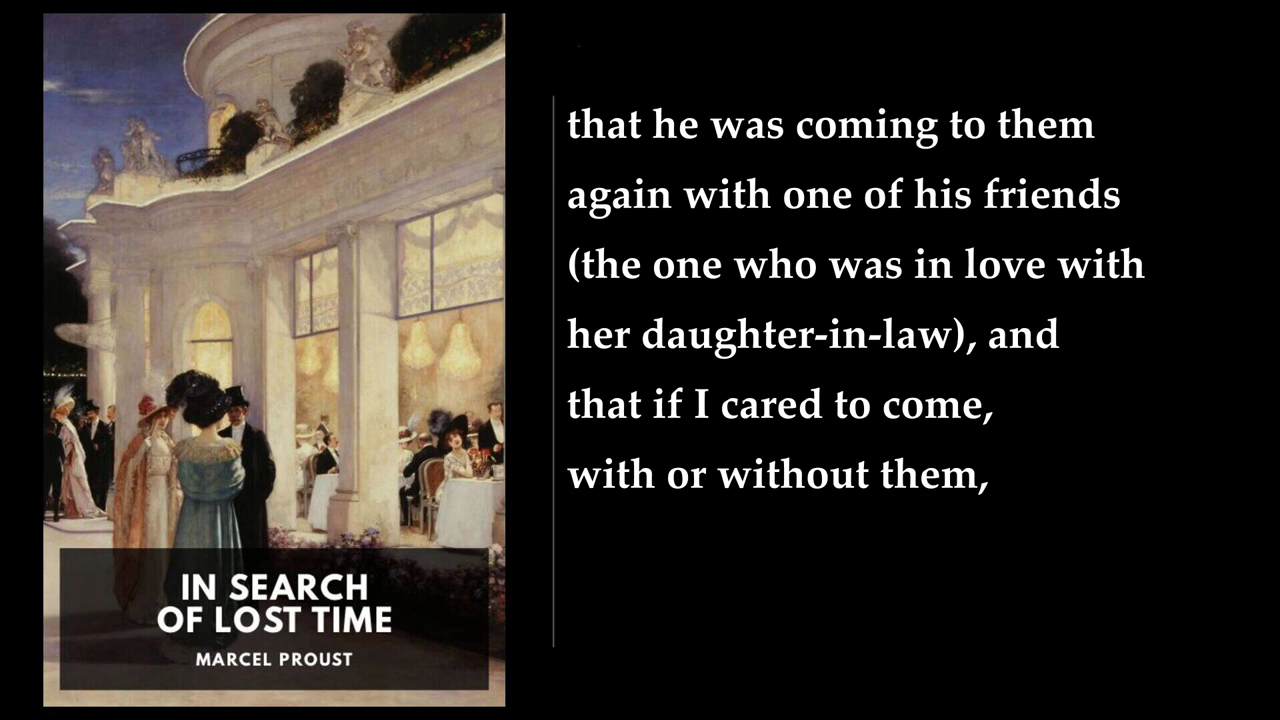 that he was coming to them
again with one of his friends
(the one who was in love with
her daughter-in-law), and
that if I cared to come,
with or without them,
IN SEARCH
OF LOST TIME
MARCEL PROUST